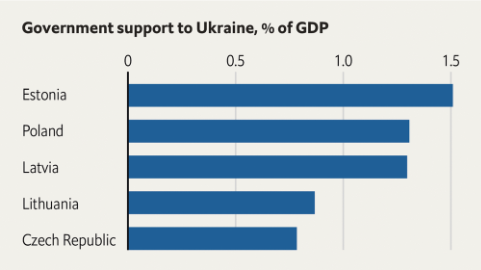 Government support to Ukraine, % of GDP
0 0.5 1.0 1.5
Estonia
Poland
Latvia
Lithuania
Czech Republic